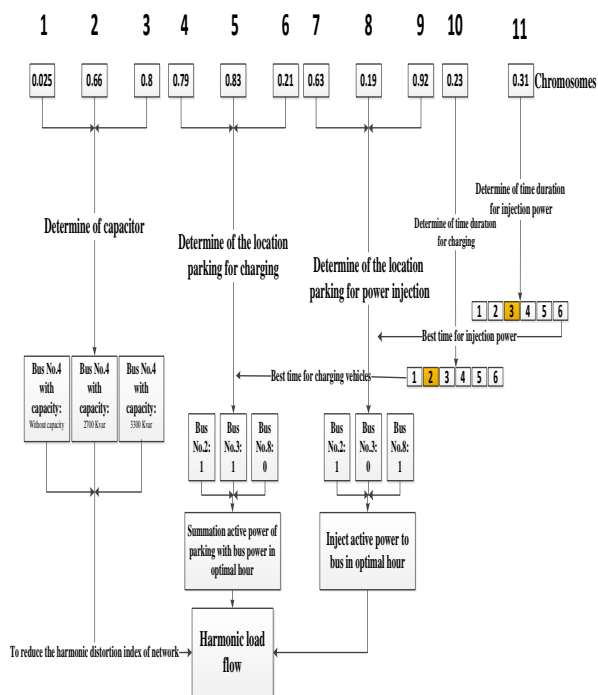 1 2 3 4 5 6 7 8 9 10 11
0.025 0.66 0.8 0.79 0.83 0.21 0.63 0.19 0.92 0.23 0.31 Chromosomes
Determine of time duration
for injection power
Determine of capacitor
Determine of time duration
for charging
Determine of the location
parking for charging
Determine of the location
parking for power injection
1 2 3 4 5 6
Best time for injection power
Best time for charging vehicles
1 2 3 4 5 6
Bus No.4
with
capacity:
Without capacity
Bus No.4
with
capacity:
2700 Kvar
Bus No.4
with
capacity:
3300 Kvar
Bus
No.2:
1
Bus
No.3:
1
Bus
No.8:
0
Bus
No.2:
1
Bus
No.3:
0
Bus
No.8:
1
Summation active power of
parking with bus power in
optimal hour
Inject active power to
bus in optimal hour
To reduce the harmonic distortion index of network
Harmonic load
flow